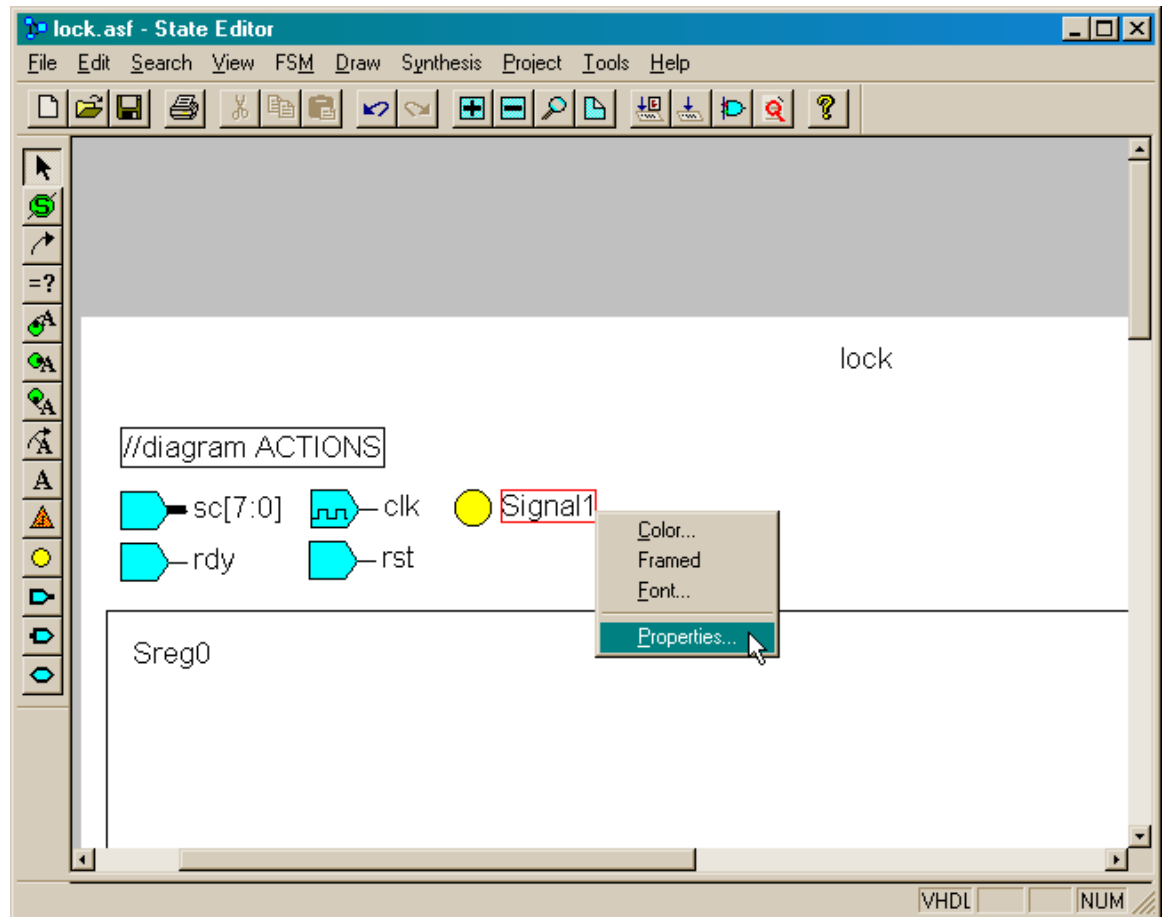 lock.asf - State Editor
File Edit Search View FSM Draw Synthesis Project Tools Help
lock
//diagram ACTIONS
sc[7:0] clk Signal1
rdy rst
Color...
Framed
Font...
Properties...
Sreg0
=?
A
A
A
A
A
S
E
VHDL NUM